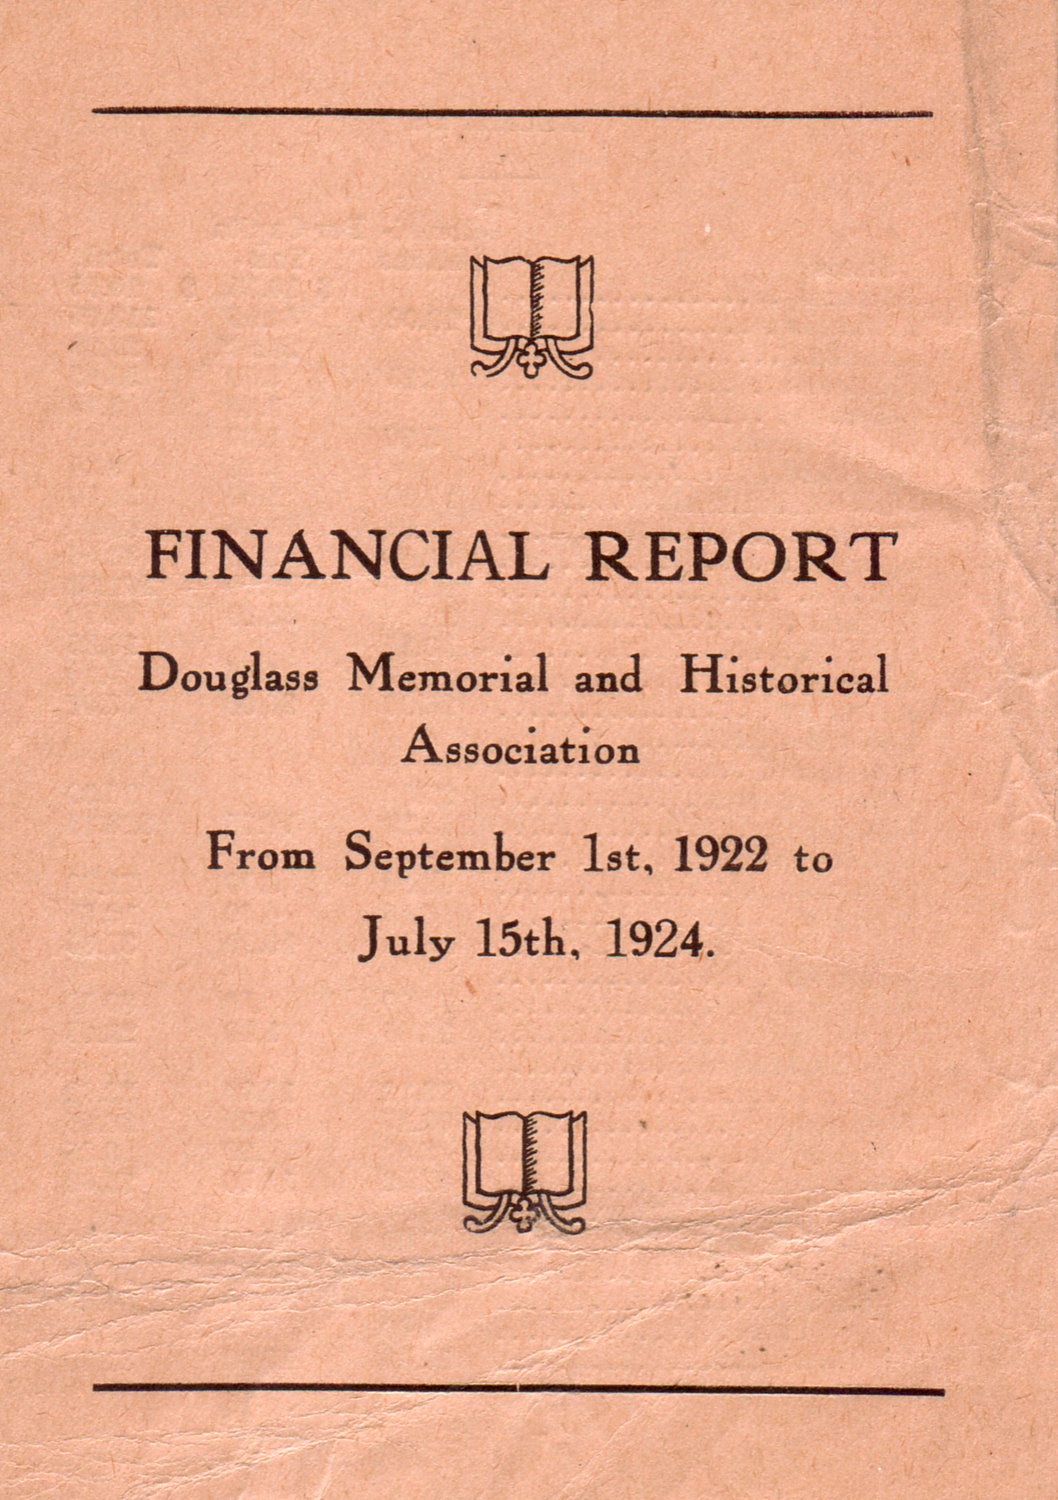 FINANCIAL REPORT
Douglass Memorial and Historical
Association
From September 1st, 1922 to
July 15th, 1924.